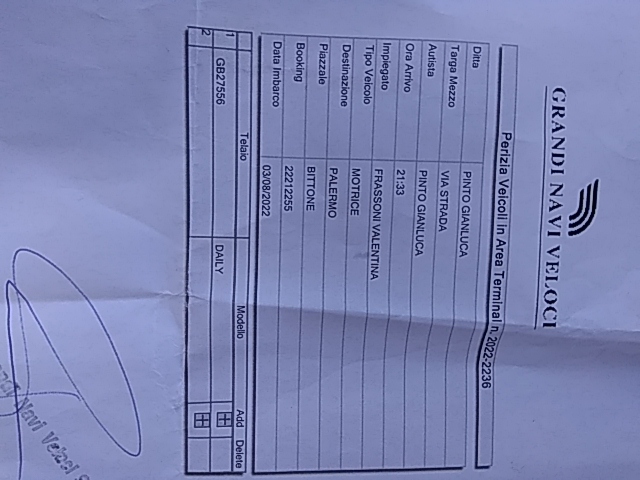 GRANDI NAVI VELOCI
Perizia Veicoli in Area Terminal n. 2022-2236
Ditta PINTO GIANLUCA
Targa Mezzo VIA STRADA
Autista PINTO GIANLUCA
Ora Arrivo 21:33
Impiegato FRASSONI VALENTINA
Tipo Veicolo MOTRICE
Destinazione PALERMO
Piazzale BITTONE
Booking 22212255
Data Imbarco 03/08/2022
Telaio Modello Add Delete
1 GB27556 DAILY
2
Navi Veloci S